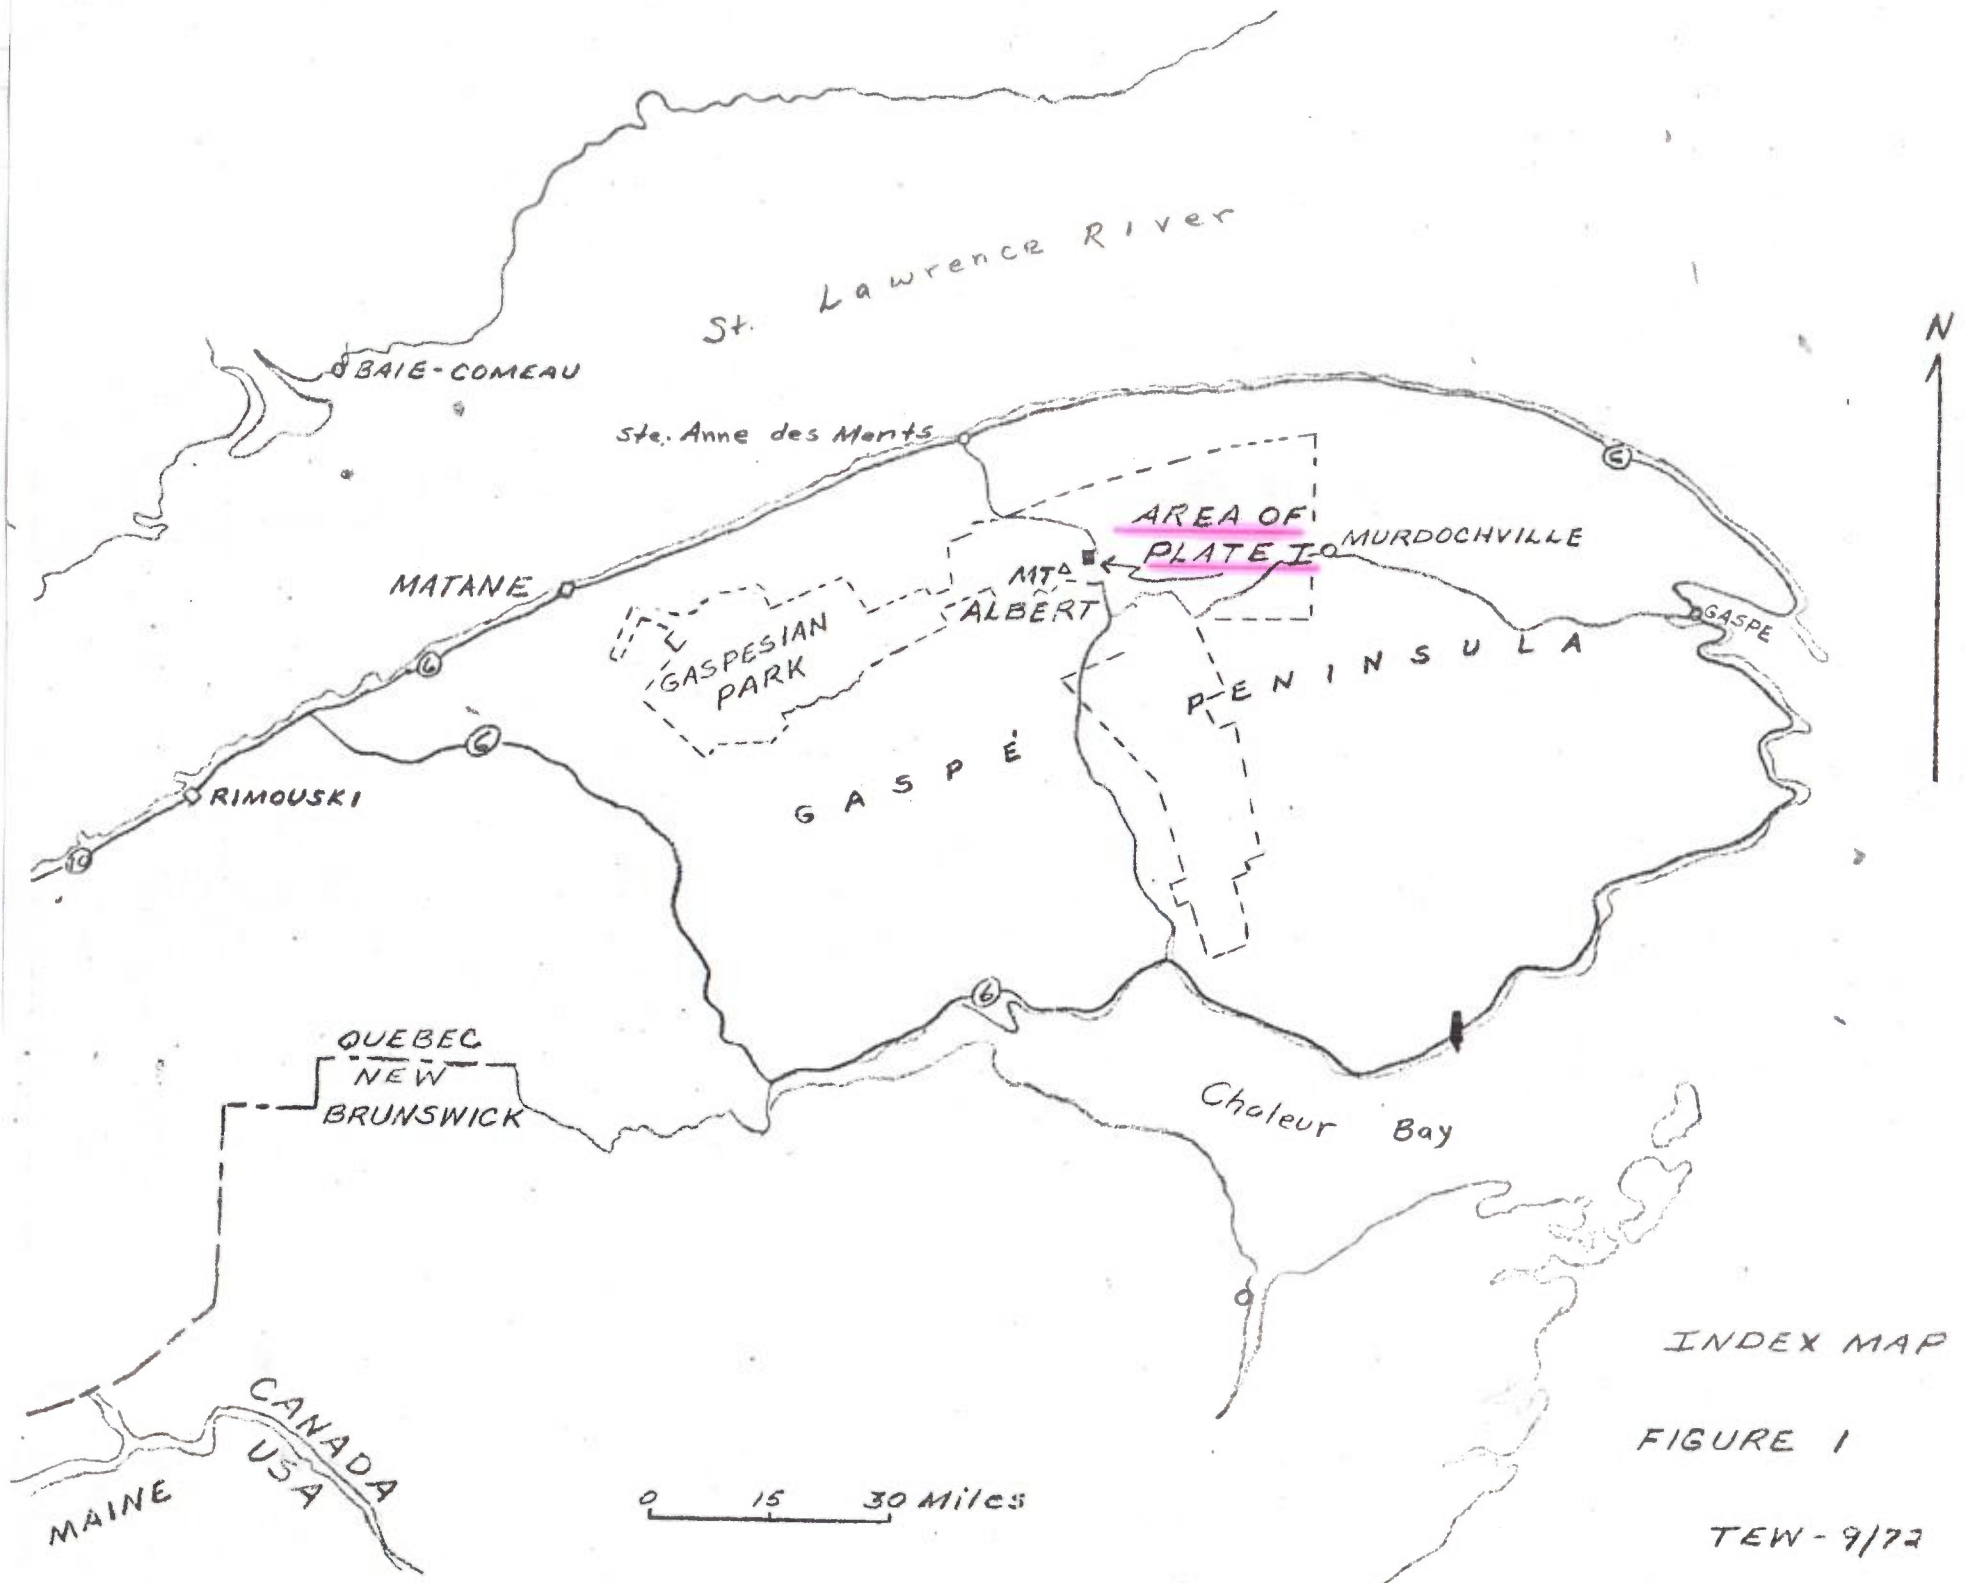 St. Lawrence River
N
BAIE-COMEAU
Ste. Anne des Monts
6
AREA OF
PLATE I
MURDOCHVILLE
MATANE
MT
ALBERT
GASPE
GASPESIAN
PARK
PENINSULA
6
6
GASPÉ
RIMOUSKI
10
6
QUEBEC
NEW
BRUNSWICK
Chaleur Bay
INDEX MAP
CANADA
USA
FIGURE 1
MAINE
0 15 30 Miles
TEW-9/72